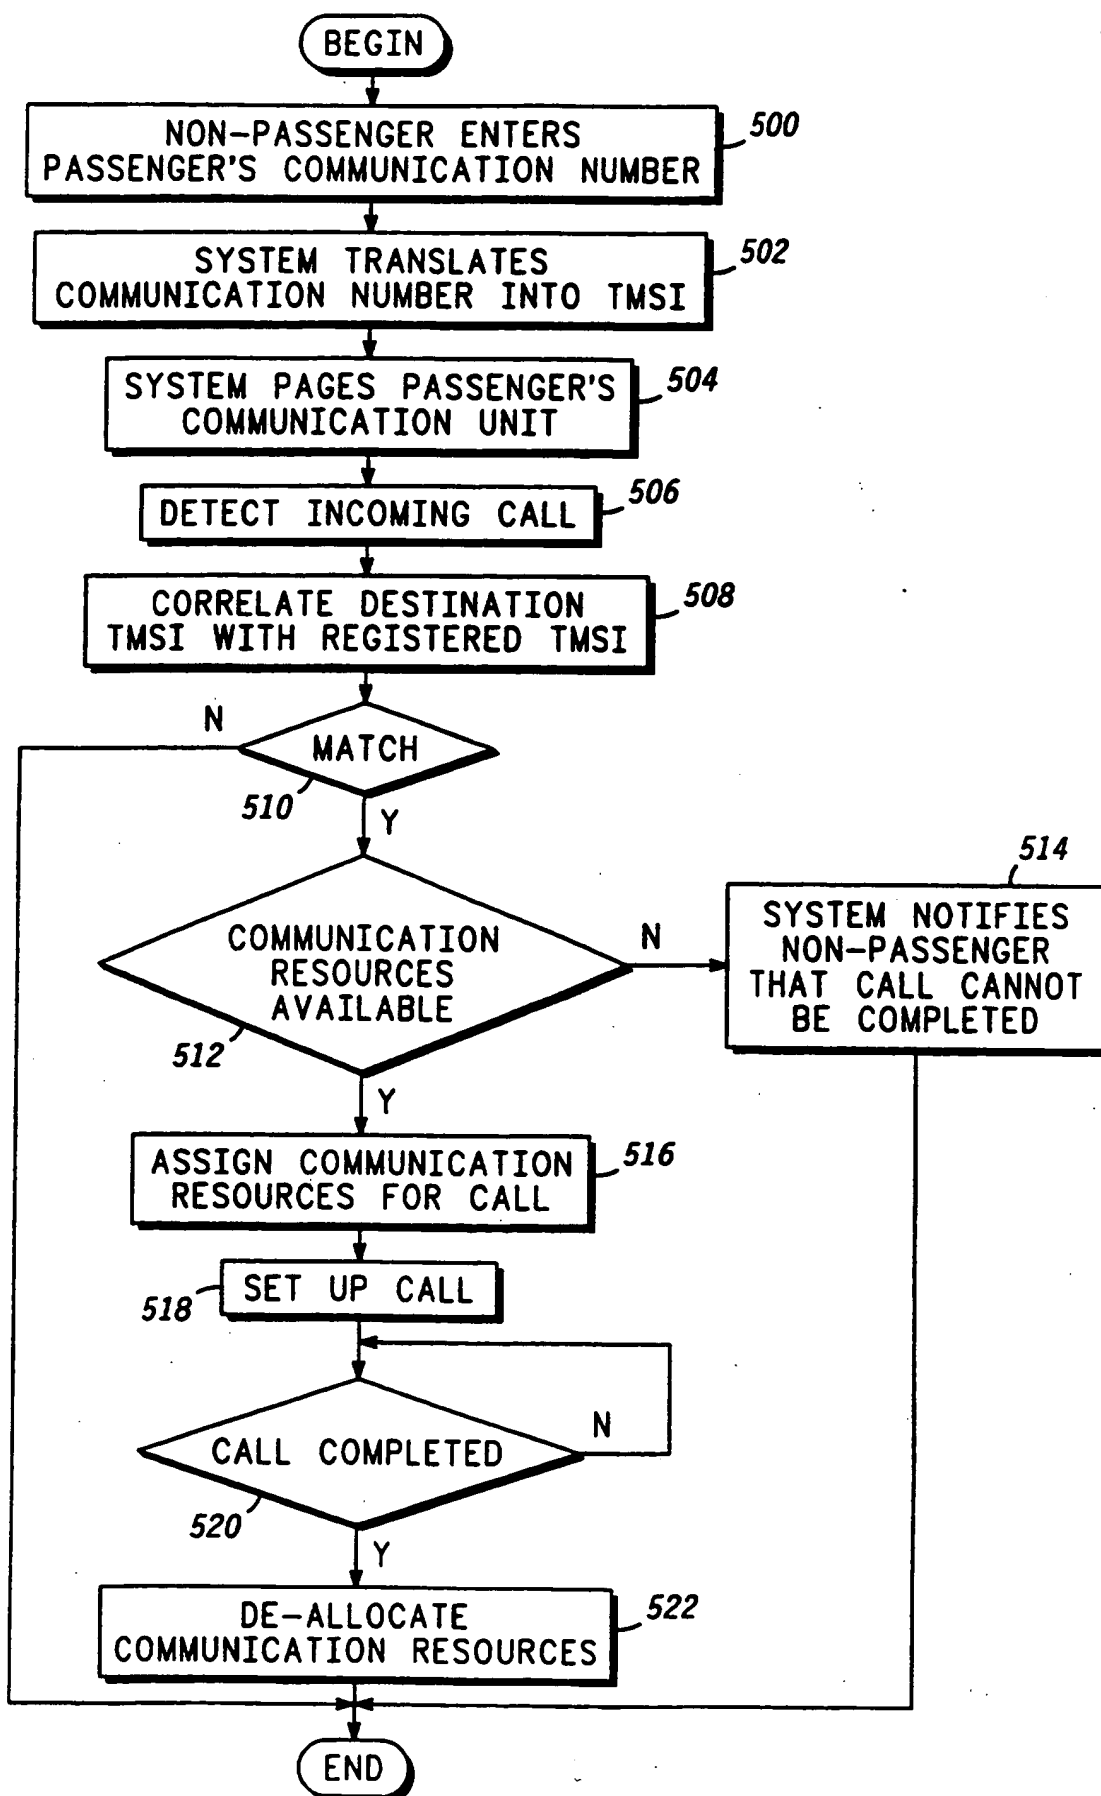 BEGIN
NON-PASSENGER ENTERS
PASSENGER'S COMMUNICATION NUMBER
500
SYSTEM TRANSLATES
COMMUNICATION NUMBER INTO TMSI
502
SYSTEM PAGES PASSENGER'S
COMMUNICATION UNIT
504
DETECT INCOMING CALL
506
CORRELATE DESTINATION
TMSI WITH REGISTERED TMSI
508
N
MATCH
510
Y
COMMUNICATION
RESOURCES
AVAILABLE
512
N
514
SYSTEM NOTIFIES
NON-PASSENGER
THAT CALL CANNOT
BE COMPLETED
Y
ASSIGN COMMUNICATION
RESOURCES FOR CALL
516
SET UP CALL
518
CALL COMPLETED
N
520
Y
DE-ALLOCATE
COMMUNICATION RESOURCES
522
END